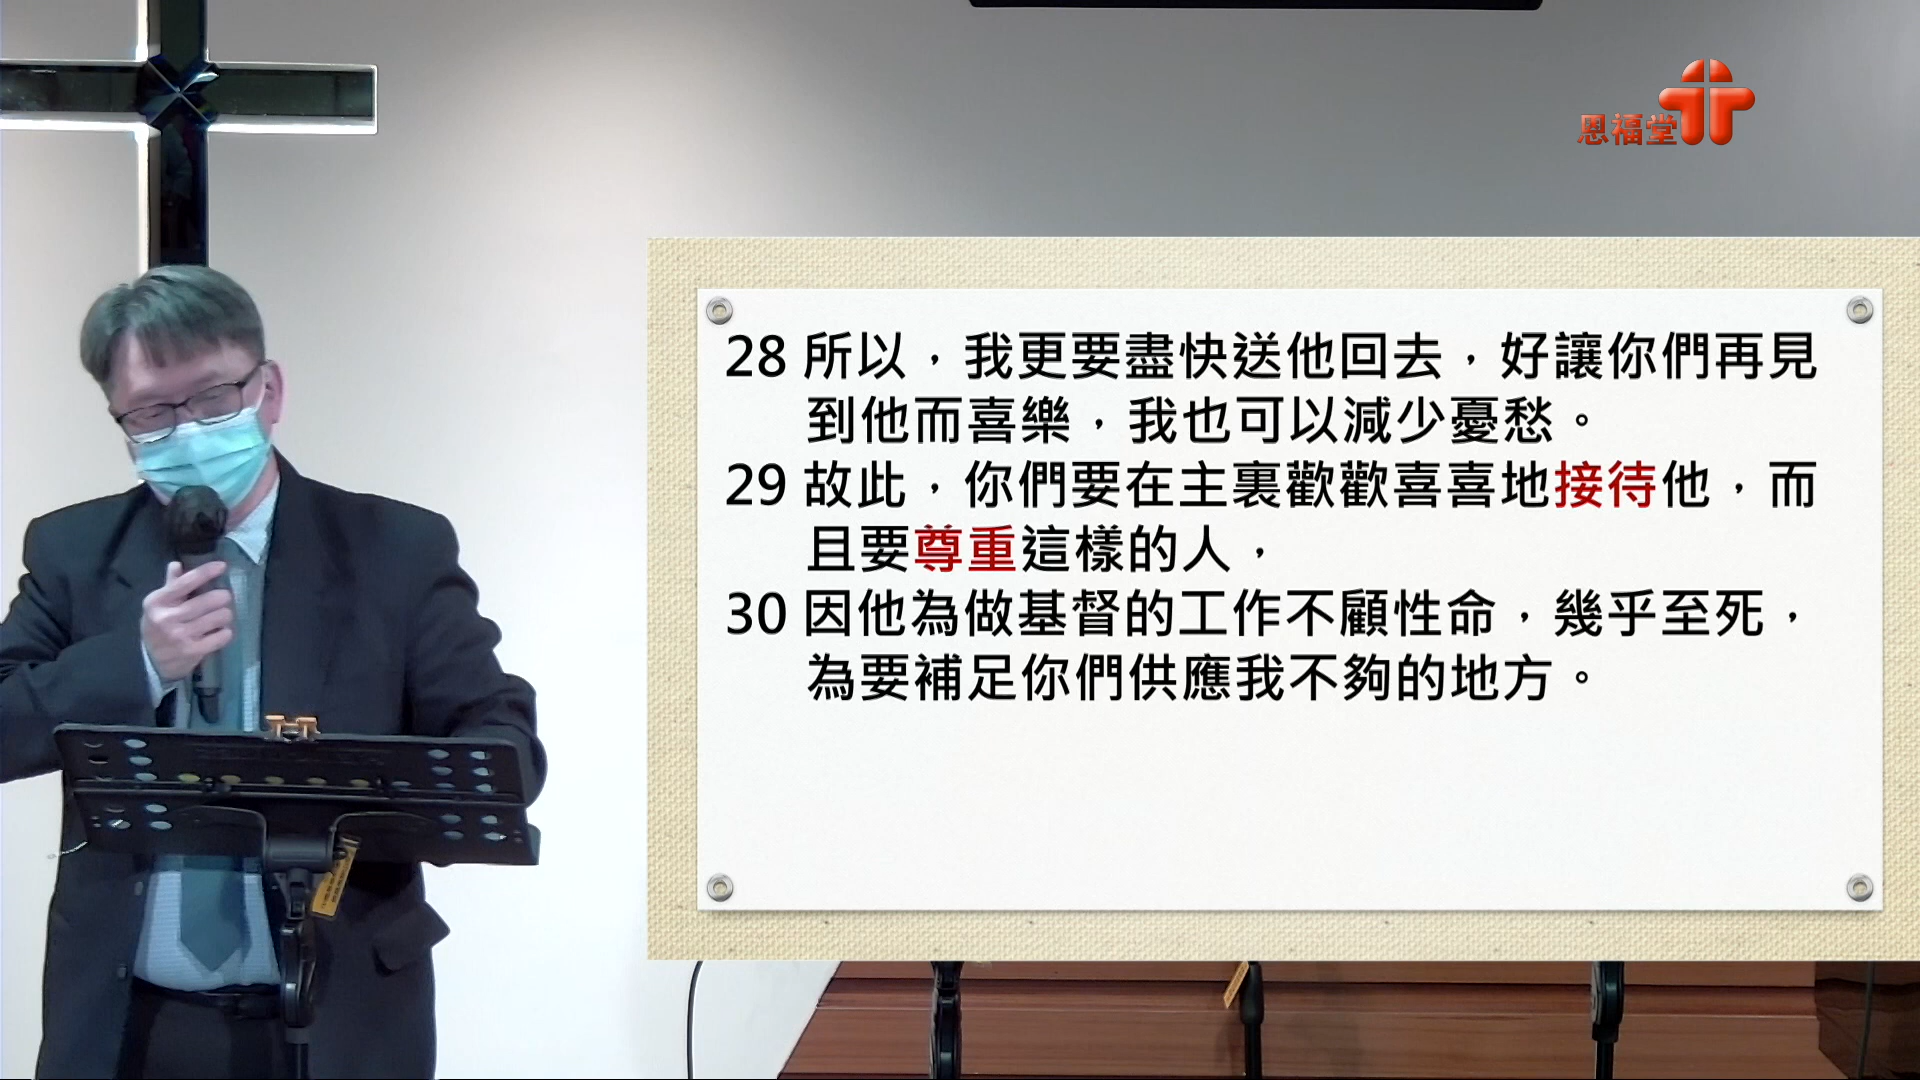 恩福堂
28 所以，我更要盡快送他回去，好讓你們再見
到他而喜樂，我也可以減少憂愁。
29 故此，你們要在主裏歡歡喜喜地接待他，而
且要尊重這樣的人，
30 因他為做基督的工作不顧性命，幾乎至死，
為要補足你們供應我不夠的地方。